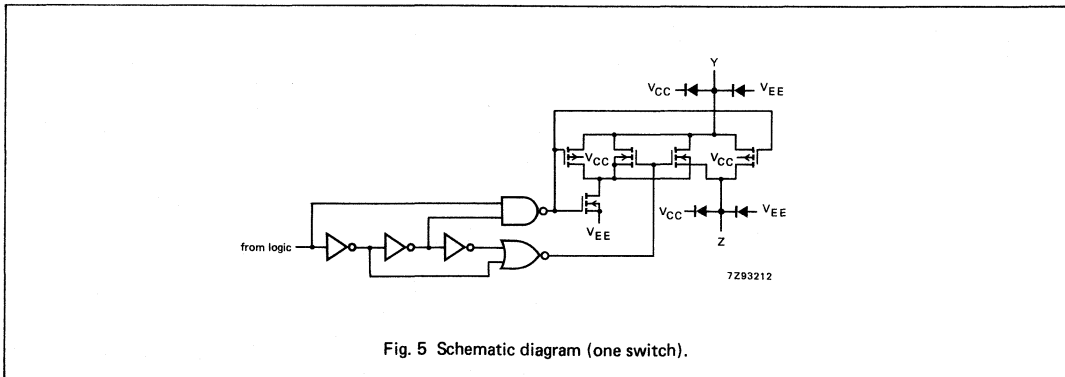 Y
VCC VEE
VCC VCC
VCC VEE
VEE
from logic
Z
7Z93212
Fig. 5 Schematic diagram (one switch).